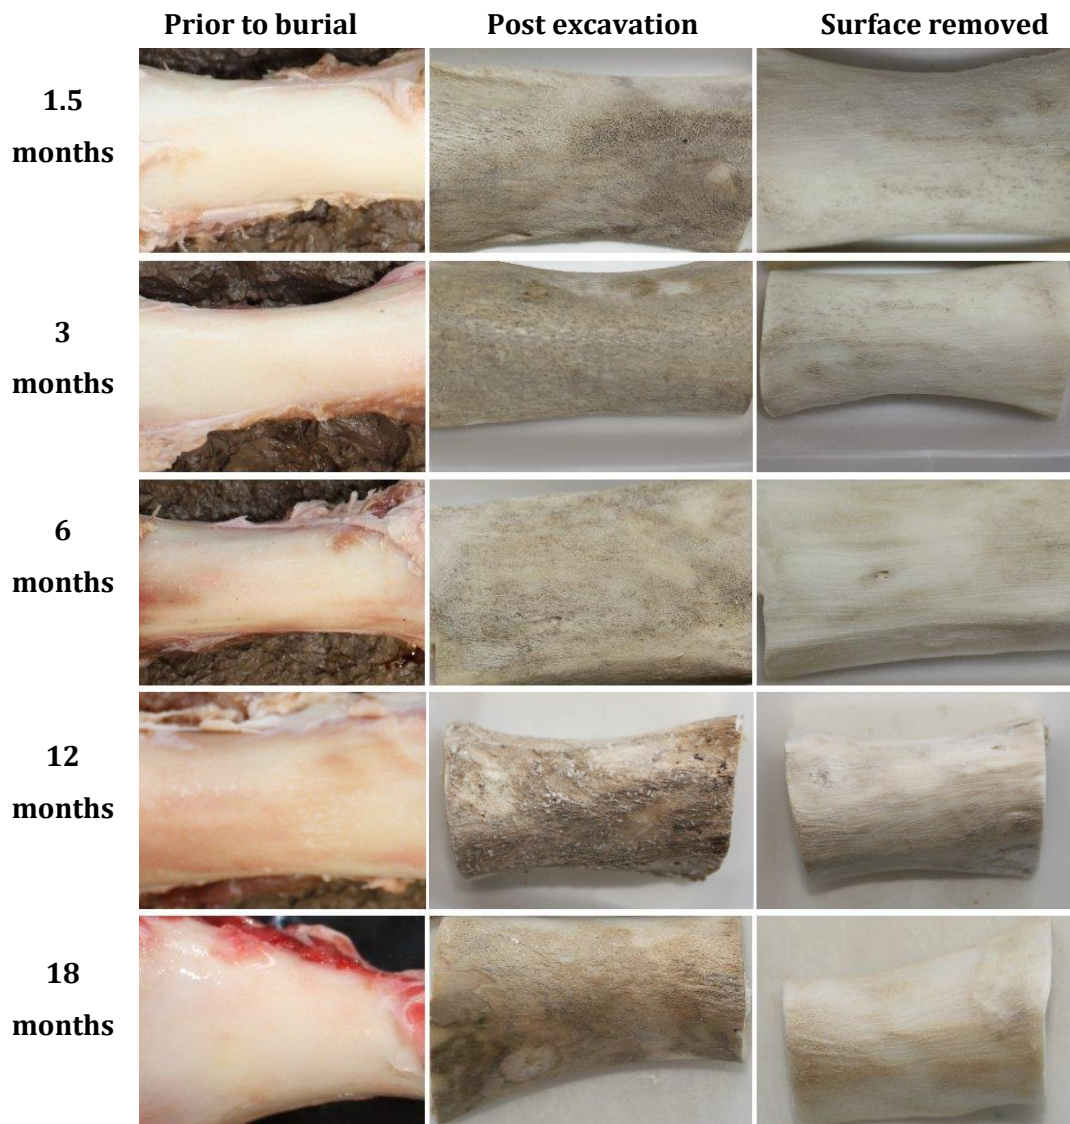 Prior to burial
Post excavation
Surface removed
1.5
months
3
months
6
months
12
months
18
months